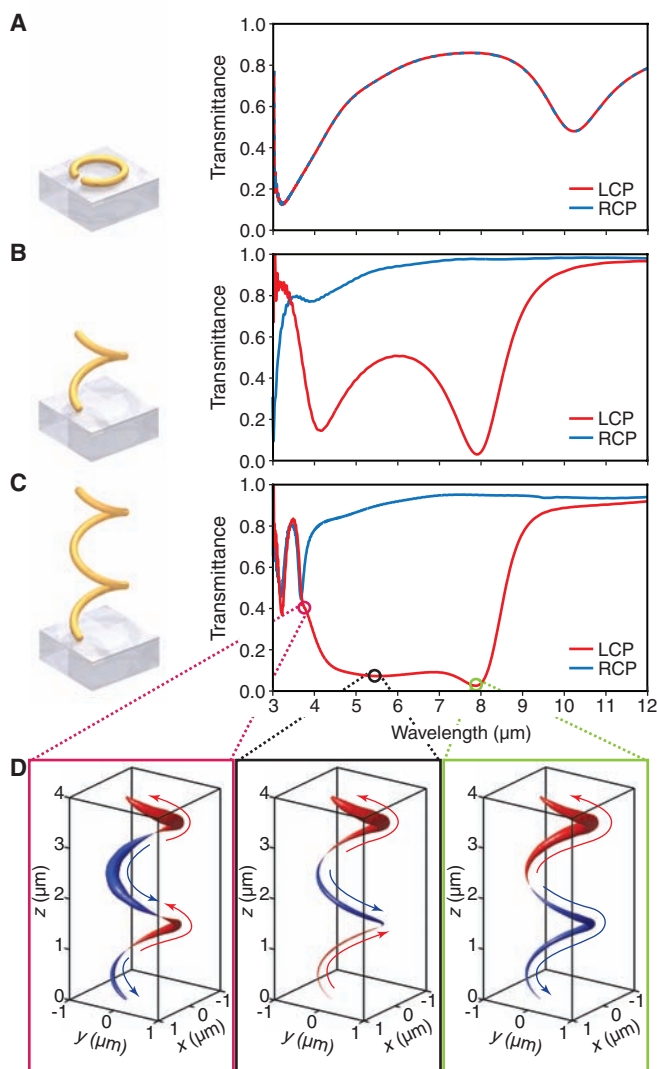 A
Transmittance
1.0
0.8
0.6
0.4
0.2
0.0
LCP
RCP
B
Transmittance
1.0
0.8
0.6
0.4
0.2
0.0
LCP
RCP
C
Transmittance
1.0
0.8
0.6
0.4
0.2
0.0
LCP
RCP
3 4 5 6 7 8 9 10 11 12
Wavelength (µm)
D
z (µm)
4
3
2
1
0
-1
0
1
y (µm)
1
0
-1
x (µm)
z (µm)
4
3
2
1
0
-1
0
1
y (µm)
1
0
-1
x (µm)
z (µm)
4
3
2
1
0
-1
0
1
y (µm)
1
0
-1
x (µm)